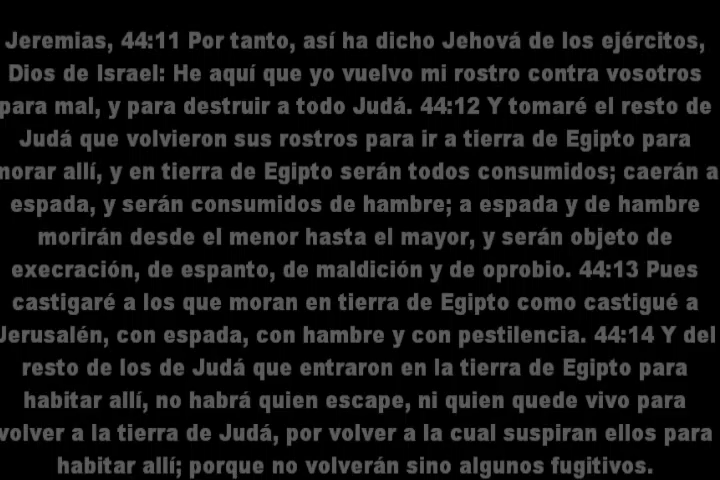 Jeremias, 44:11 Por tanto, así ha dicho Jehová de los ejércitos,
Dios de Israel: He aquí que yo vuelvo mi rostro contra vosotros
para mal, y para destruir a todo Judá. 44:12 Y tomaré el resto de
Judá que volvieron sus rostros para ir a tierra de Egipto para
morar allí, y en tierra de Egipto serán todos consumidos; caerán a
espada, y serán consumidos de hambre; a espada y de hambre
morirán desde el menor hasta el mayor, y serán objeto de
execración, de espanto, de maldición y de oprobio. 44:13 Pues
castigaré a los que moran en tierra de Egipto como castigué a
Jerusalén, con espada, con hambre y con pestilencia. 44:14 Y del
resto de los de Judá que entraron en la tierra de Egipto para
habitar allí, no habrá quien escape, ni quien quede vivo para
volver a la tierra de Judá, por volver a la cual suspiran ellos para
habitar allí; porque no volverán sino algunos fugitivos.